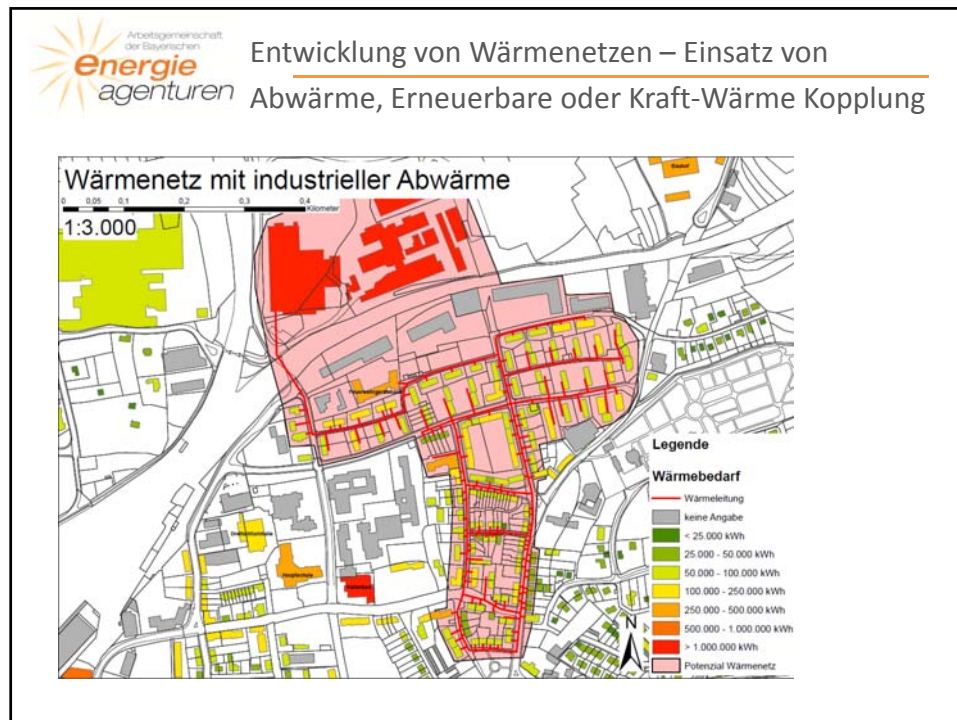 Arbeitsgemeinschaft
der Bayerischen
energie
agenturen
Entwicklung von Wärmenetzen – Einsatz von
Abwärme, Erneuerbare oder Kraft-Wärme Kopplung
Wärmenetz mit industrieller Abwärme
0 0,05 0,1 0,2 0,3 0,4
Kilometer
1:3.000
Hauptschule
Legende
Wärmebedarf
Wärmeleitung
keine Angabe
< 25.000 kWh
25.000 - 50.000 kWh
50.000 - 100.000 kWh
100.000 - 250.000 kWh
250.000 - 500.000 kWh
500.000 - 1.000.000 kWh
> 1.000.000 kWh
Potenzial Wärmenetz
N